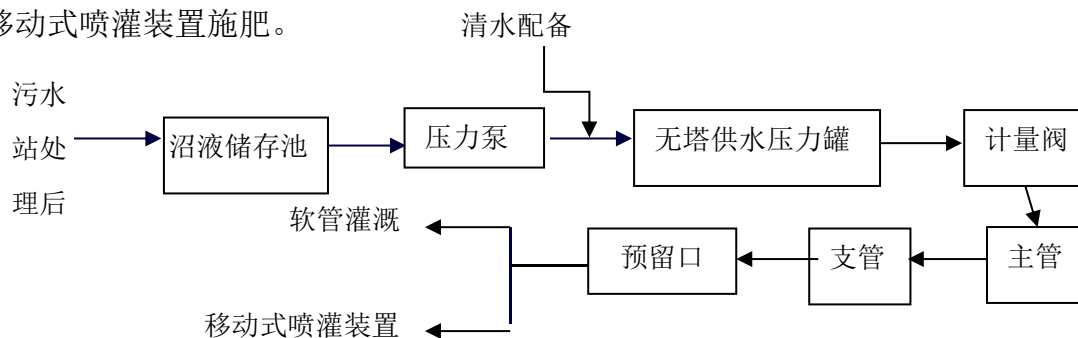 移动式喷灌装置施肥。
清水配备
污水
站处
理后
沼液储存池
压力泵
无塔供水压力罐
计量阀
主管
支管
预留口
软管灌溉
移动式喷灌装置